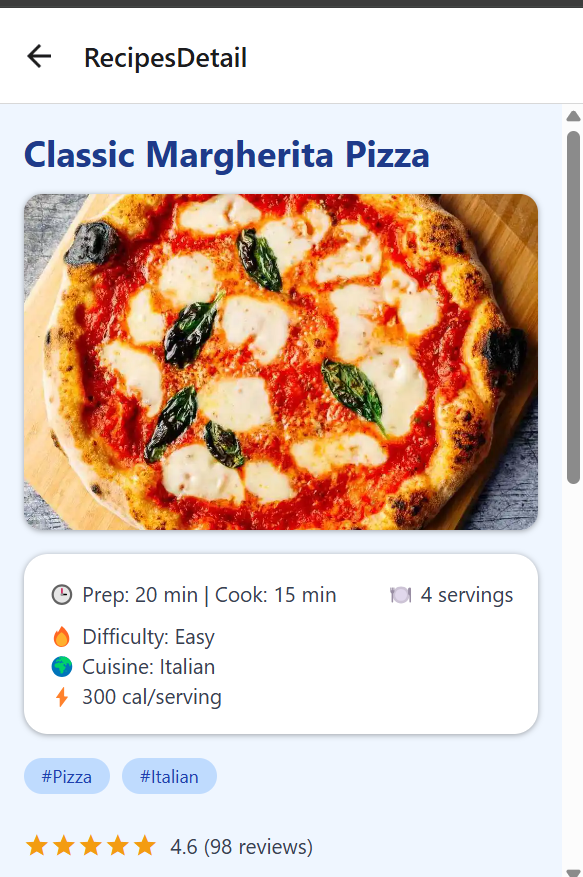 RecipesDetail
Classic Margherita Pizza
Prep: 20 min | Cook: 15 min
4 servings
Difficulty: Easy
Cuisine: Italian
300 cal/serving
#Pizza
#Italian
4.6 (98 reviews)